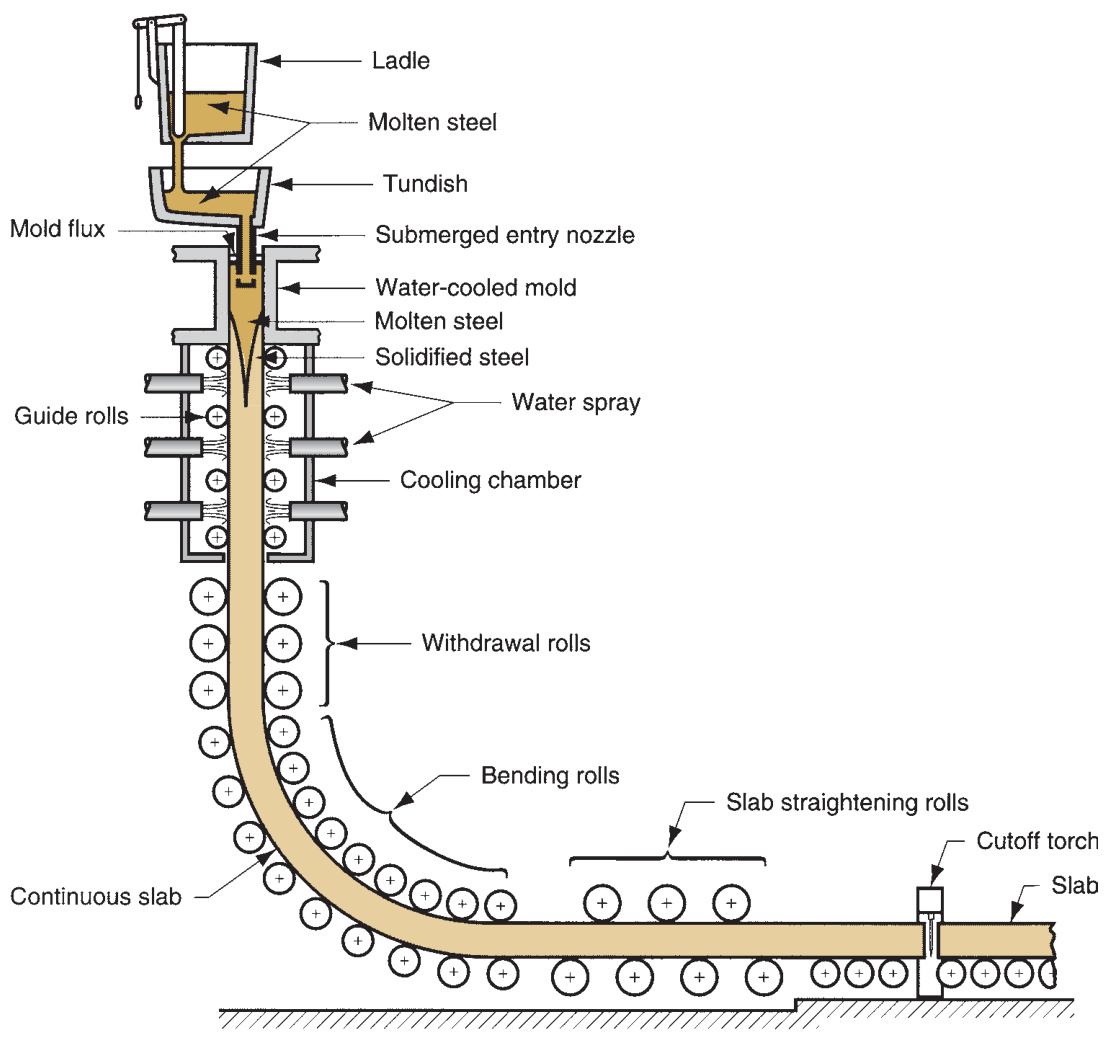 Ladle
Molten steel
Tundish
Mold flux
Submerged entry nozzle
Water-cooled mold
Molten steel
Solidified steel
Water spray
Guide rolls
Cooling chamber
Withdrawal rolls
Bending rolls
Slab straightening rolls
Cutoff torch
Slab
Continuous slab